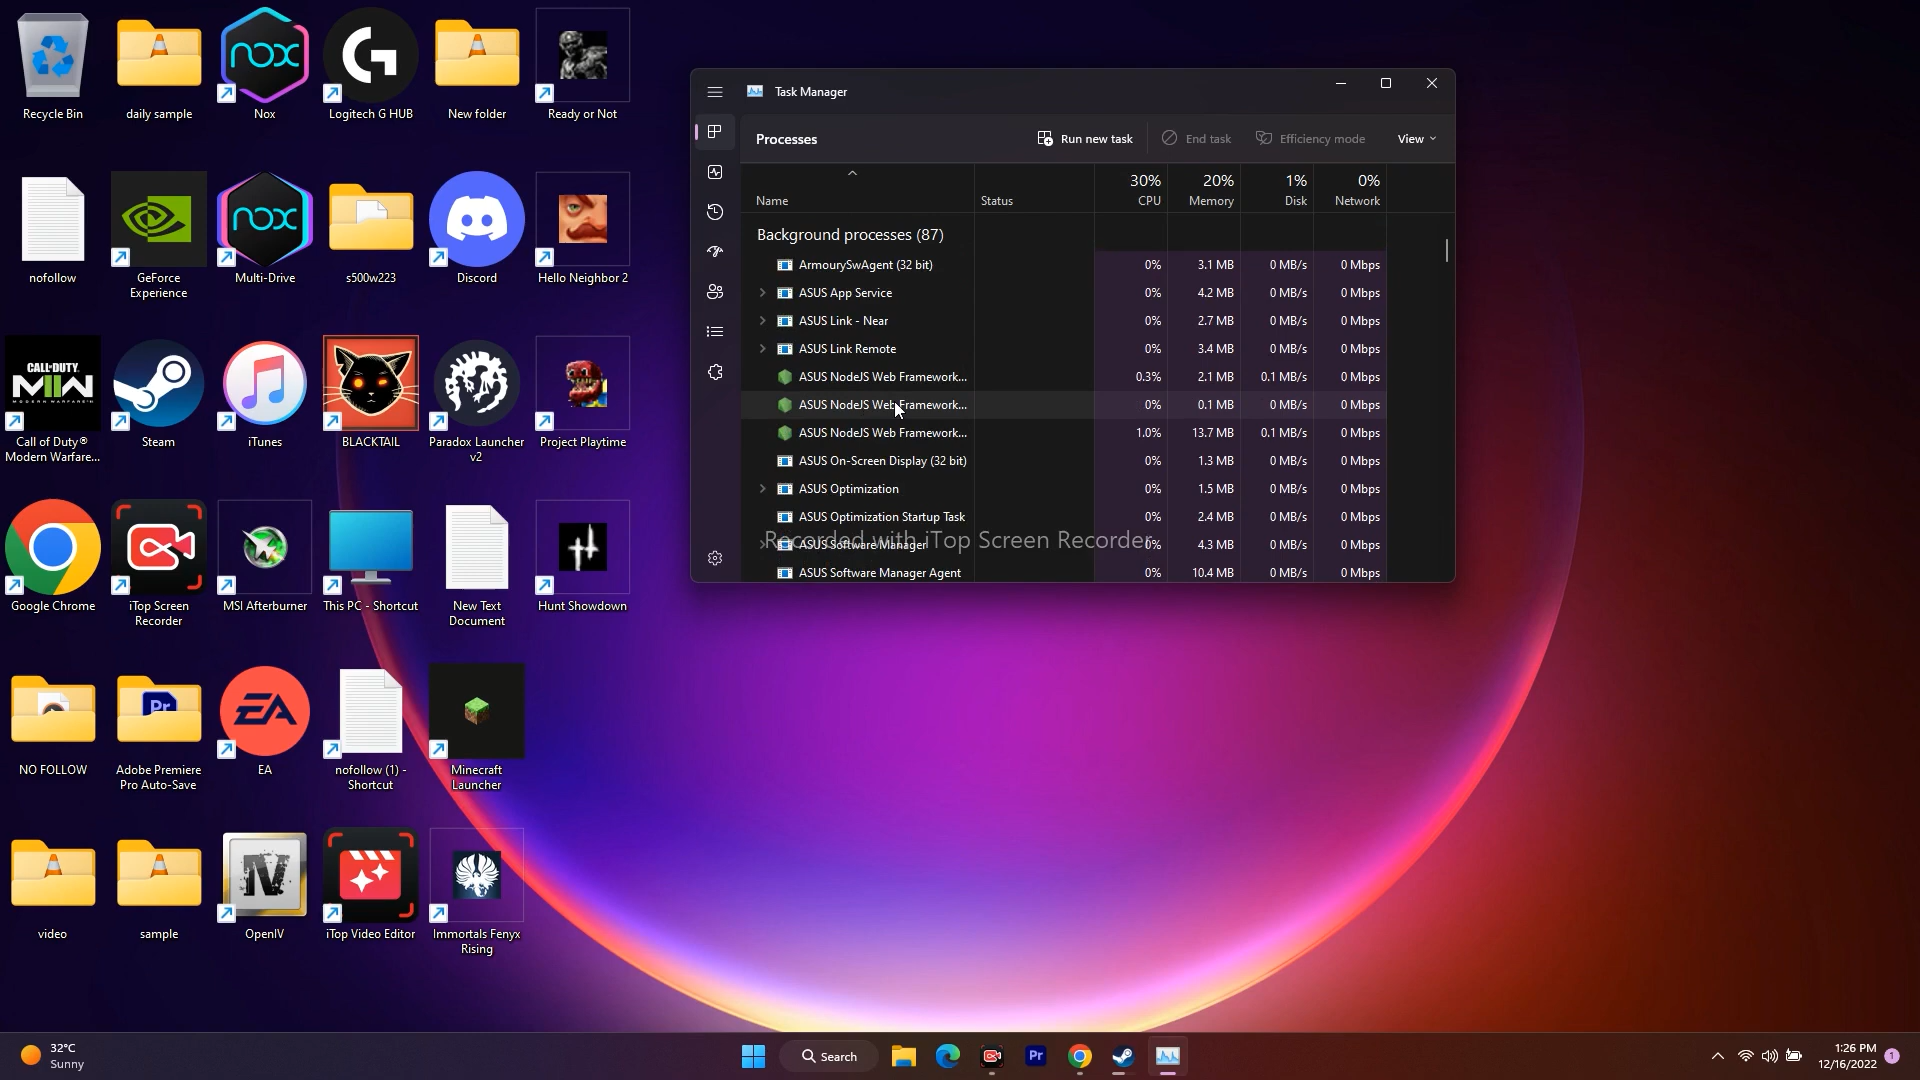 Recycle Bin
daily sample
nox
Nox
G
Logitech G HUB
New folder
Ready or Not
nofollow
GeForce
Experience
nox
Multi-Drive
s500w223
Discord
Hello Neighbor 2
CALL OF DUTY
MWII
MODERN WARFARE
Call of Duty®
Modern Warfare...
Steam
iTunes
BLACKTAIL
Paradox Launcher
v2
Project Playtime
Google Chrome
iTop Screen
Recorder
MSI Afterburner
This PC - Shortcut
New Text
Document
Hunt Showdown
NO FOLLOW
Pr
Adobe Premiere
Pro Auto-Save
EA
EA
nofollow (1) -
Shortcut
Minecraft
Launcher
video
sample
IV
OpenIV
iTop Video Editor
Immortals Fenyx
Rising
Task Manager
Processes
Run new task
End task
Efficiency mode
View
Name
Status
30%
CPU
20%
Memory
1%
Disk
0%
Network
Background processes (87)
ArmourySwAgent (32 bit) 0% 3.1 MB 0 MB/s 0 Mbps
ASUS App Service 0% 4.2 MB 0 MB/s 0 Mbps
ASUS Link - Near 0% 2.7 MB 0 MB/s 0 Mbps
ASUS Link Remote 0% 3.4 MB 0 MB/s 0 Mbps
ASUS NodeJS Web Framework... 0.3% 2.1 MB 0.1 MB/s 0 Mbps
ASUS NodeJS Web Framework... 0% 0.1 MB 0 MB/s 0 Mbps
ASUS NodeJS Web Framework... 1.0% 13.7 MB 0.1 MB/s 0 Mbps
ASUS On-Screen Display (32 bit) 0% 1.3 MB 0 MB/s 0 Mbps
ASUS Optimization 0% 1.5 MB 0 MB/s 0 Mbps
ASUS Optimization Startup Task 0% 2.4 MB 0 MB/s 0 Mbps
Recorded with iTop Screen Recorder
ASUS Software Manager 0% 4.3 MB 0 MB/s 0 Mbps
ASUS Software Manager Agent 0% 10.4 MB 0 MB/s 0 Mbps
32°C
Sunny
Search
Pr
1:26 PM
12/16/2022
1